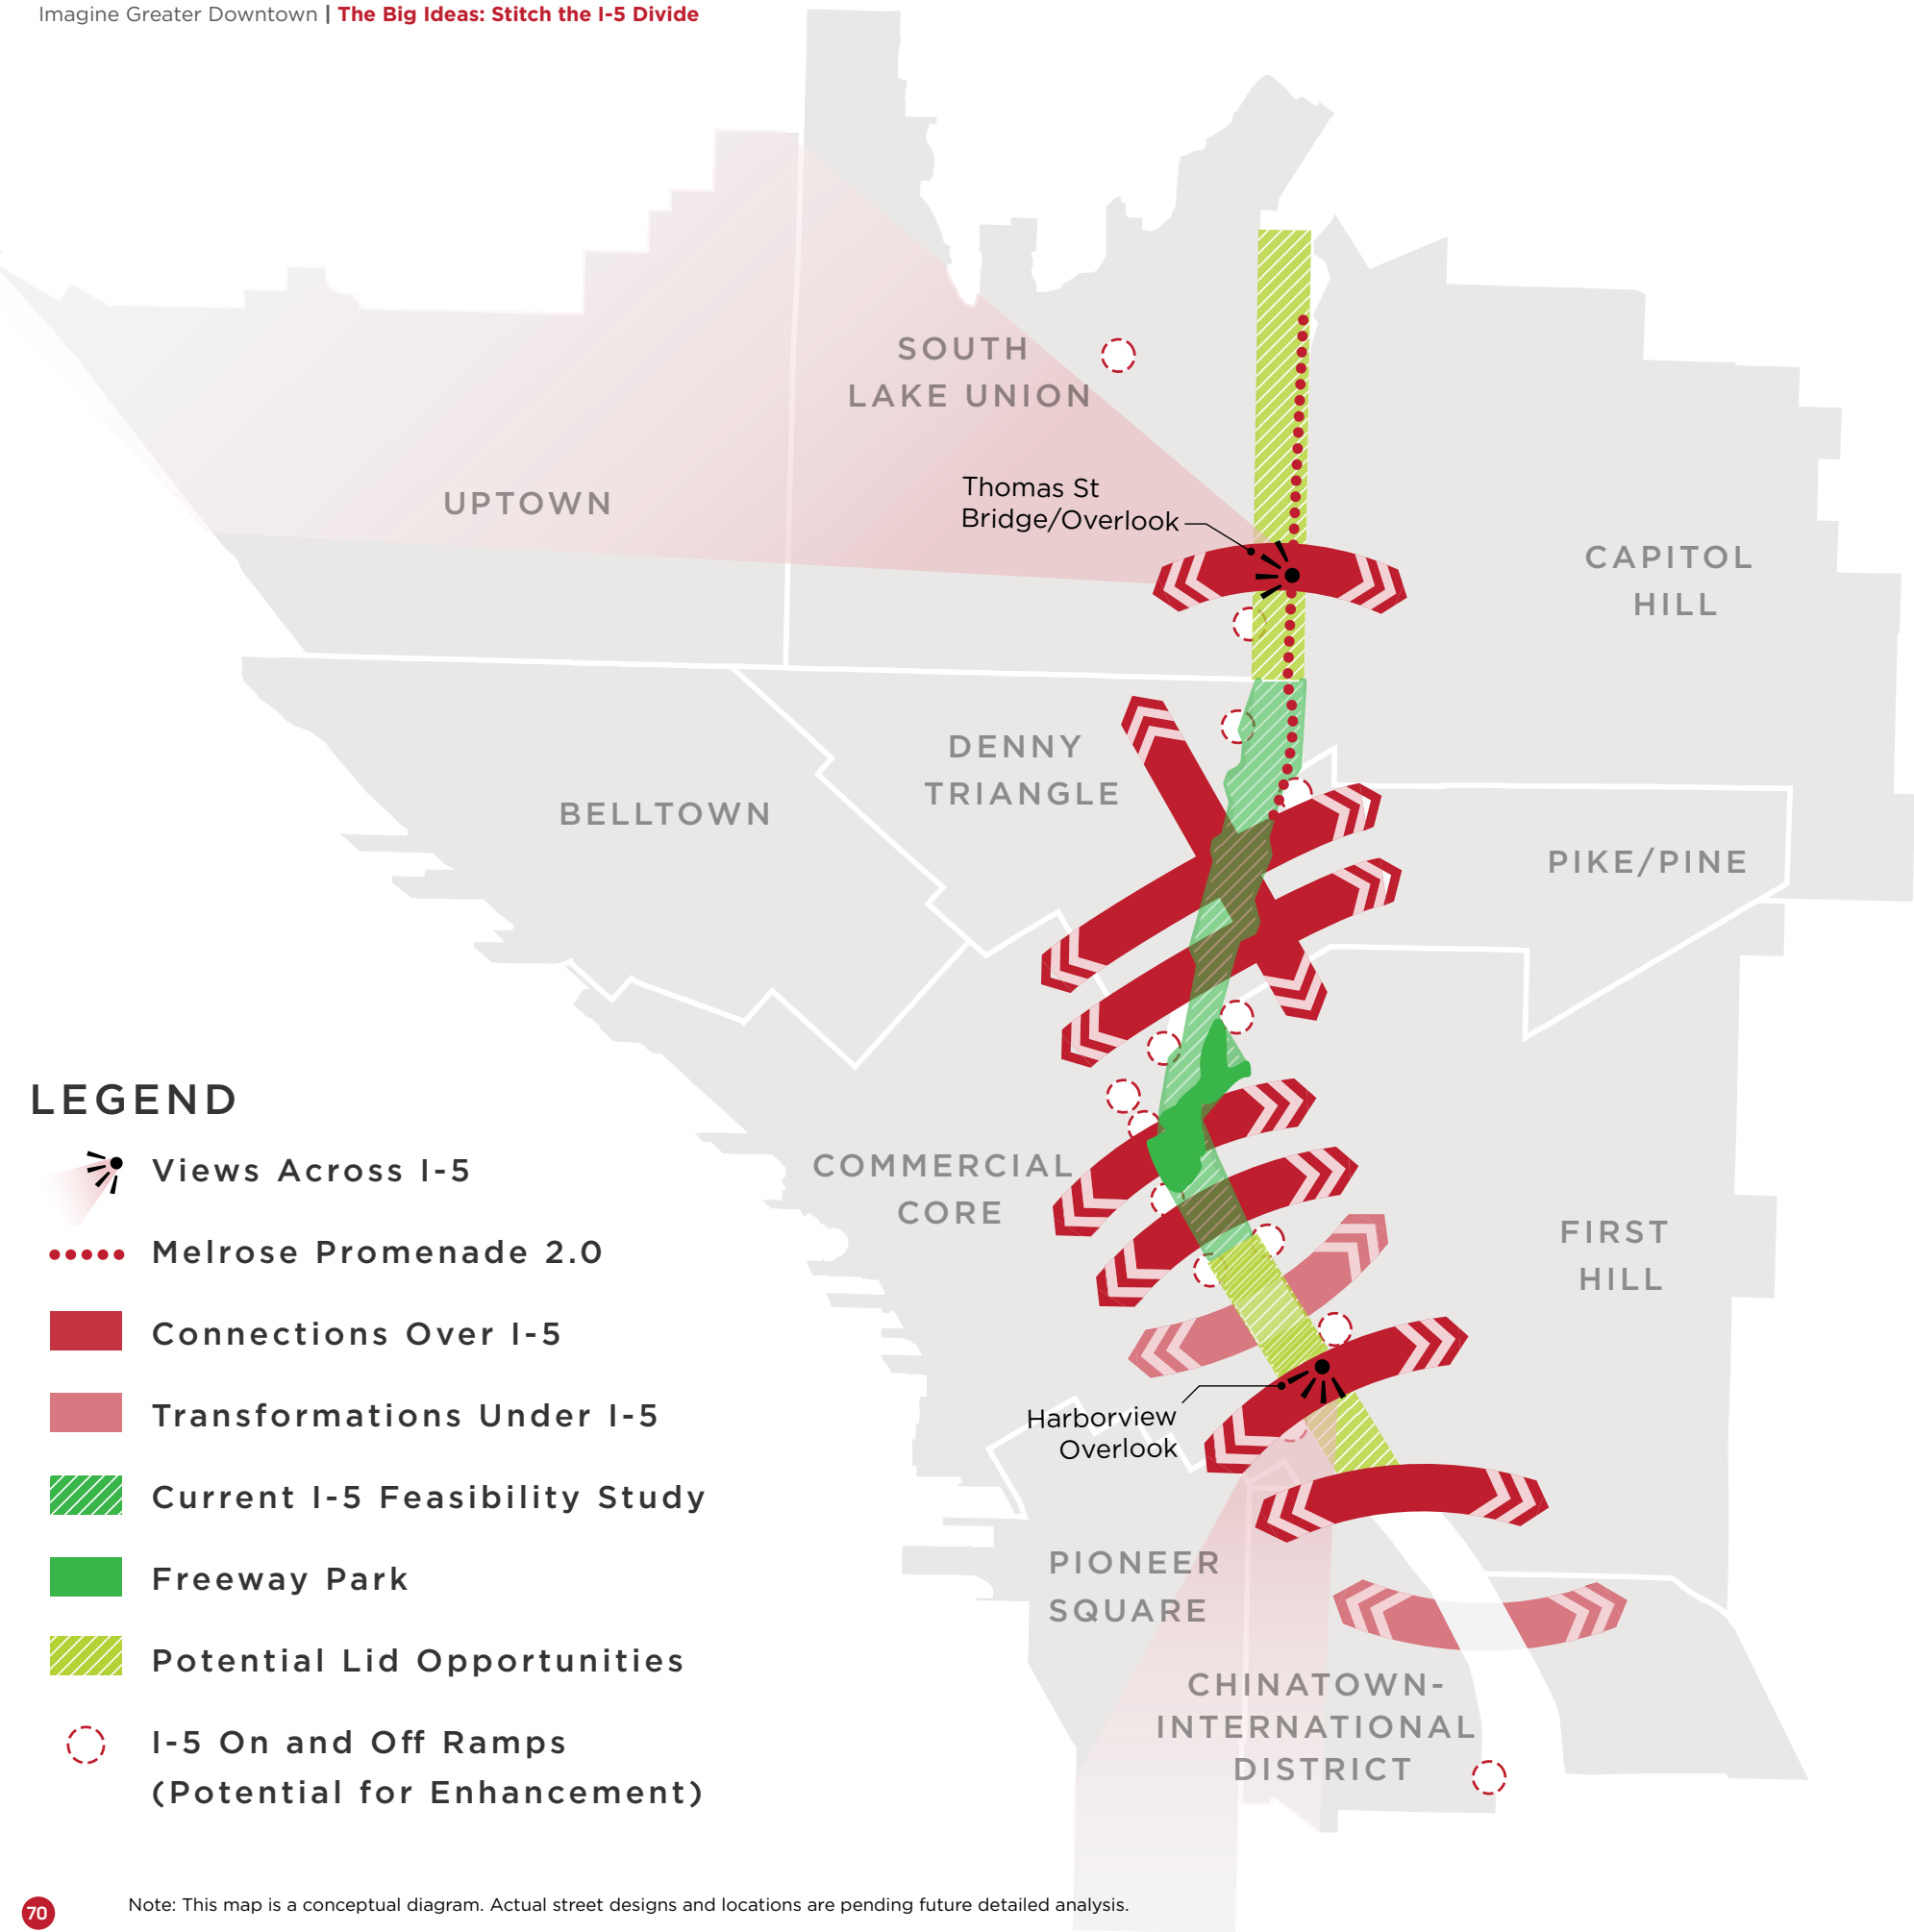 Imagine Greater Downtown | The Big Ideas: Stitch the I-5 Divide
SOUTH
LAKE UNION
UPTOWN
Thomas St
Bridge/Overlook
CAPITOL
HILL
DENNY
TRIANGLE
BELLTOWN
PIKE/PINE
COMMERCIAL
CORE
FIRST
HILL
Harborview
Overlook
PIONEER
SQUARE
CHINATOWN-
INTERNATIONAL
DISTRICT
LEGEND
Views Across I-5
Melrose Promenade 2.0
Connections Over I-5
Transformations Under I-5
Current I-5 Feasibility Study
Freeway Park
Potential Lid Opportunities
I-5 On and Off Ramps
(Potential for Enhancement)
70
Note: This map is a conceptual diagram. Actual street designs and locations are pending future detailed analysis.